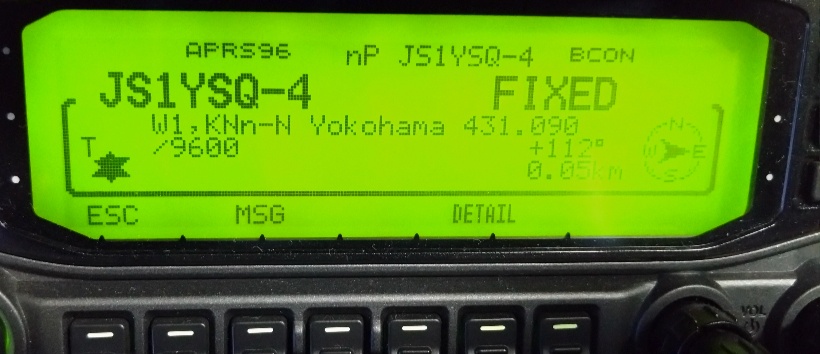 APRS96 nP JS1YSQ-4 BCON
JS1YSQ-4 FIXED
W1,KNn-N Yokohama 431.090
T /9600 +112°
0.05km
N
W E
S
ESC MSG DETAIL
VOL